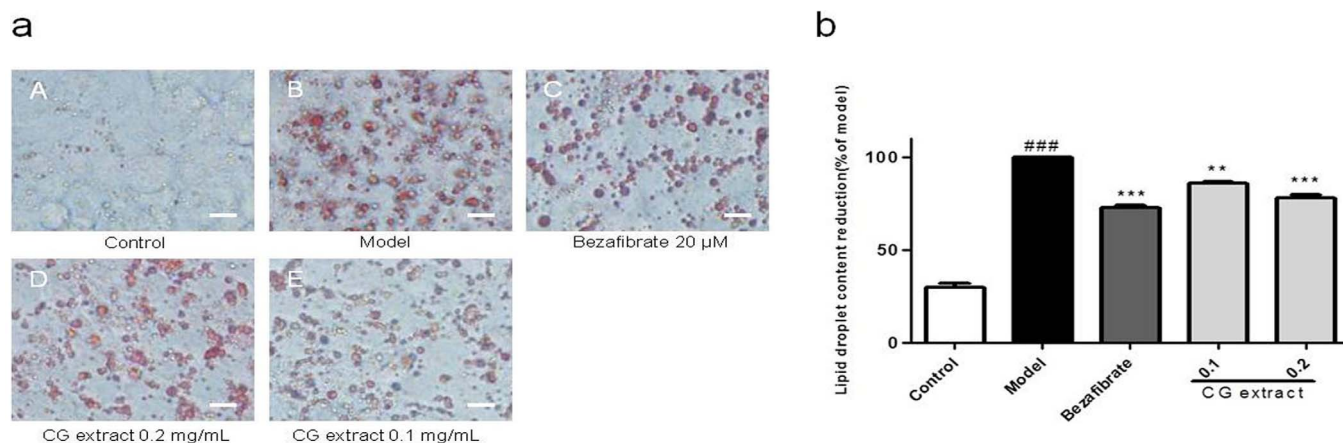 a
A
B
C
Control
Model
Bezafibrate 20 µM
D
E
CG extract 0.2 mg/mL
CG extract 0.1 mg/mL
b
Lipid droplet content reduction(% of model)
100
50
0
###
***
**
***
Control
Model
Bezafibrate
0.1
0.2
CG extract